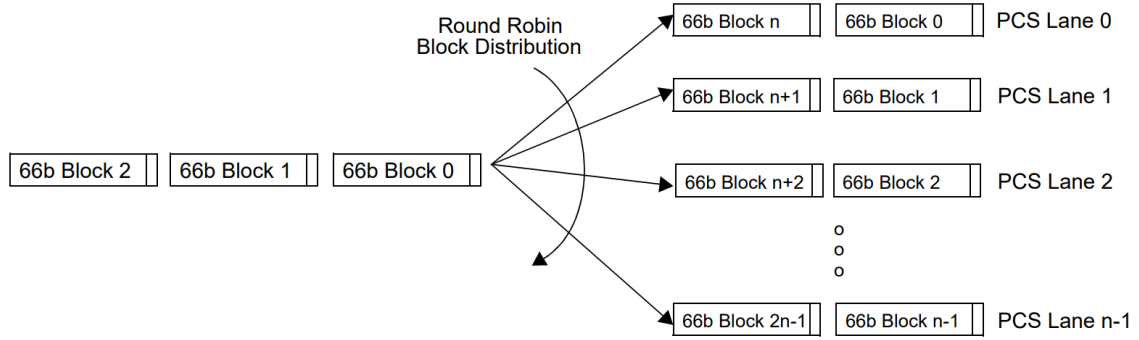 Round Robin
Block Distribution
66b Block 2
66b Block 1
66b Block 0
66b Block n
66b Block 0
PCS Lane 0
66b Block n+1
66b Block 1
PCS Lane 1
66b Block n+2
66b Block 2
PCS Lane 2
o
o
o
66b Block 2n-1
66b Block n-1
PCS Lane n-1